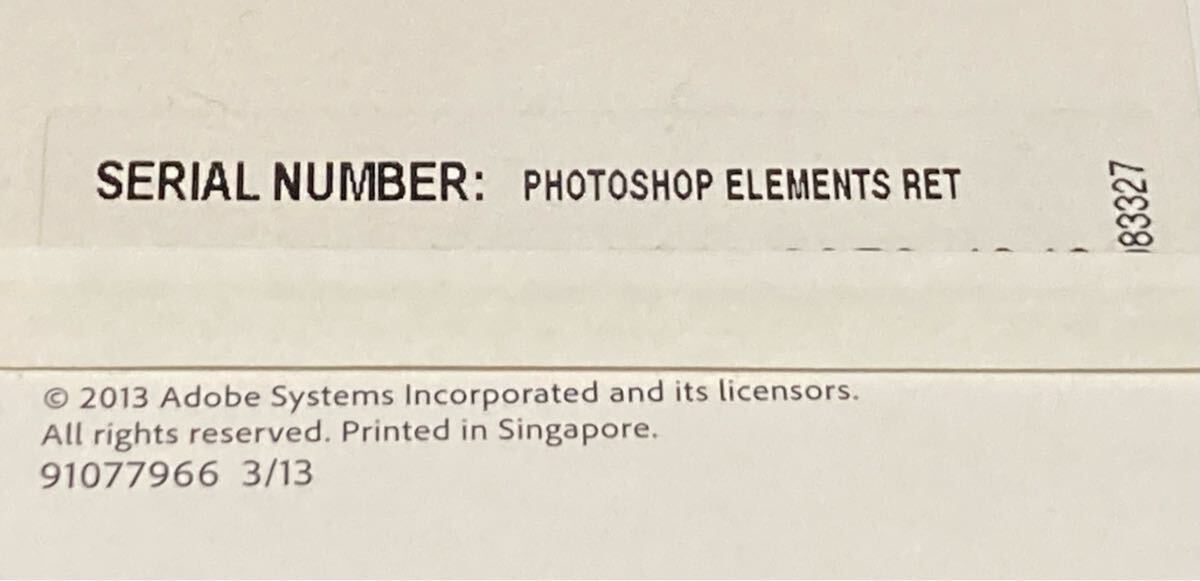 SERIAL NUMBER: PHOTOSHOP ELEMENTS RET
83327
© 2013 Adobe Systems Incorporated and its licensors.
All rights reserved. Printed in Singapore.
91077966 3/13